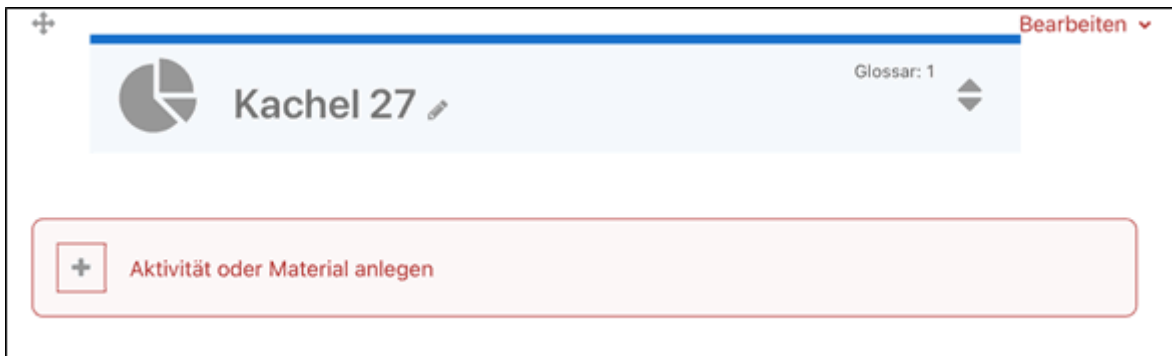 Bearbeiten
Glossar: 1
Kachel 27
Aktivität oder Material anlegen